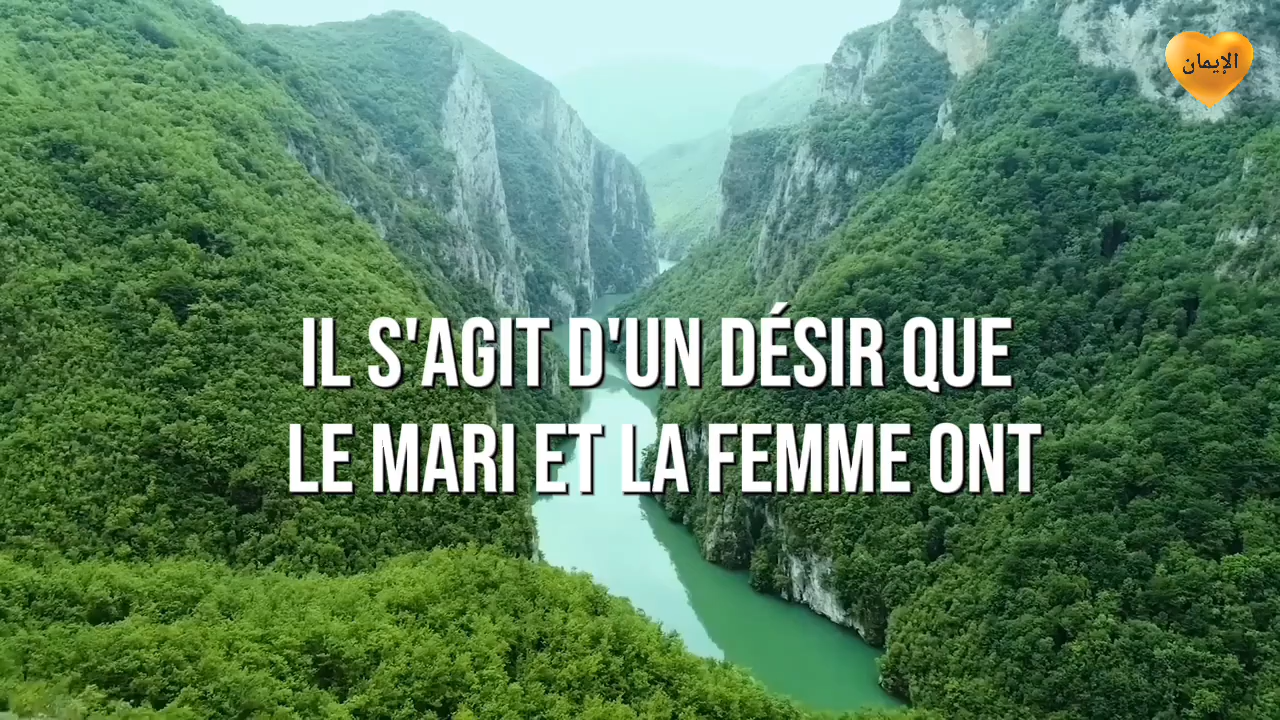 الإيمان
IL S'AGIT D'UN DÉSIR QUE
LE MARI ET LA FEMME ONT